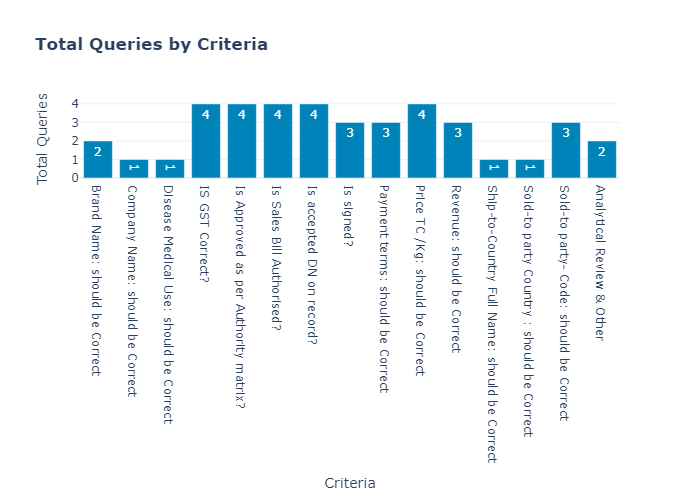 Total Queries by Criteria
Total Queries
4
3
2
1
0
2
1
1
4
4
4
4
3
3
4
3
1
1
3
2
Brand Name: should be Correct
Company Name: should be Correct
Disease Medical Use: should be Correct
IS GST Correct?
Is Approved as per Authority matrix?
Is Sales Bill Authorised?
Is accepted DN on record?
Is signed?
Payment terms: should be Correct
Price TC /Kg: should be Correct
Revenue: should be Correct
Ship-to-Country Full Name: should be Correct
Sold-to party Country : should be Correct
Sold-to party- Code: should be Correct
Analytical Review & Other
Criteria